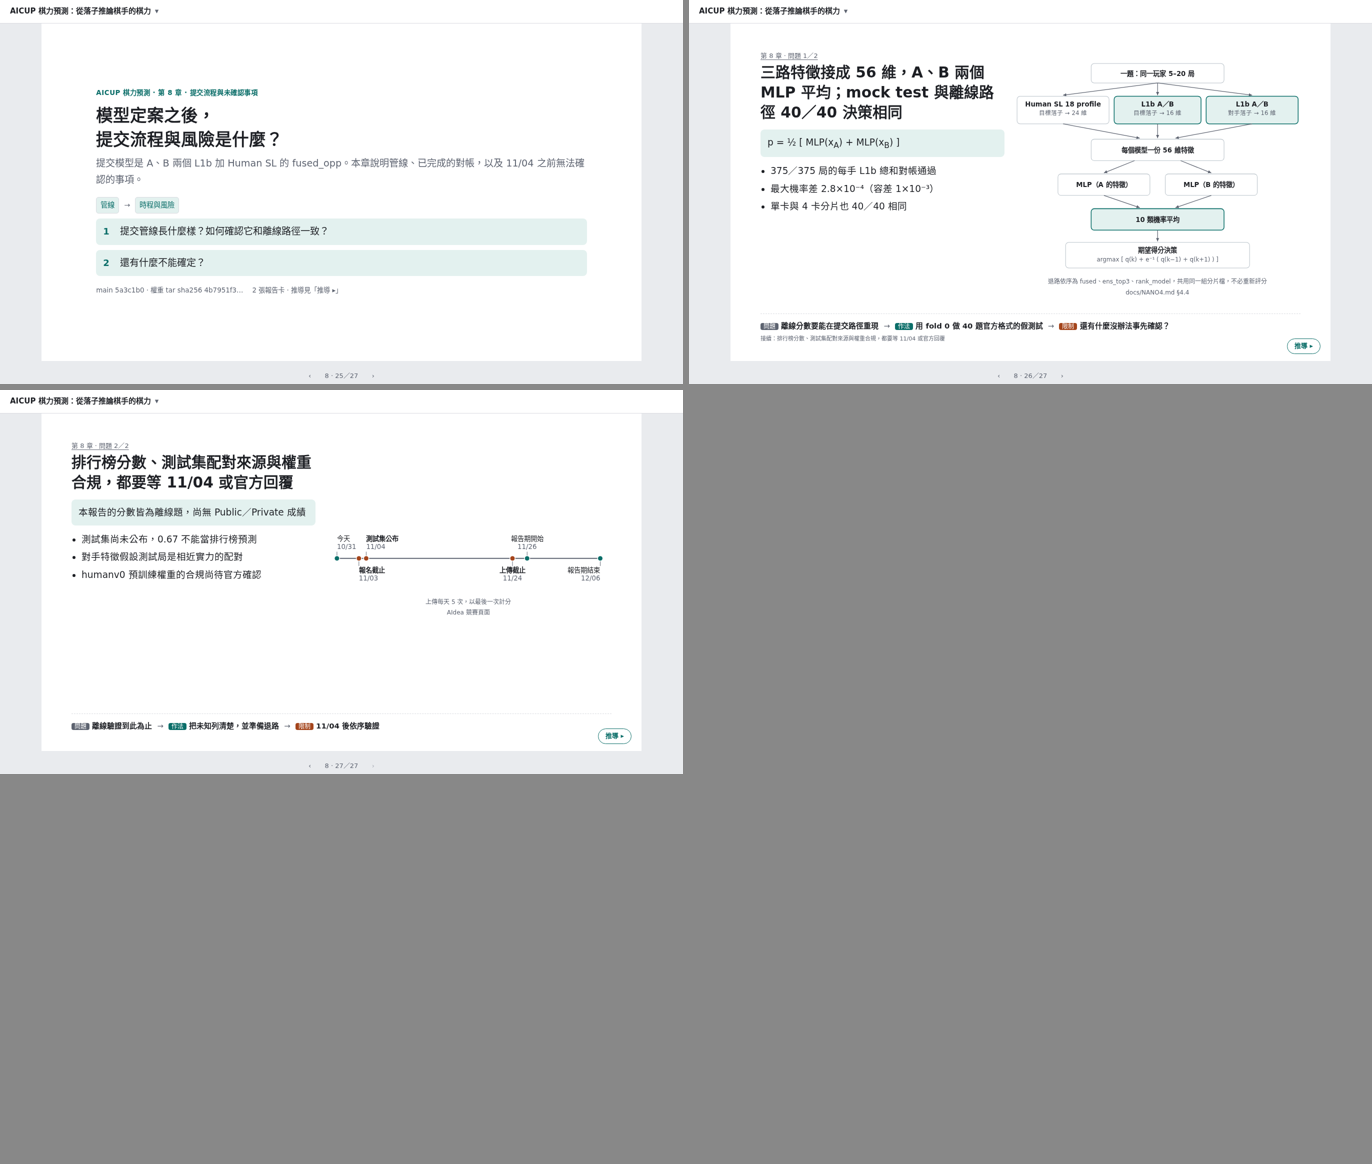 AICUP 棋力預測：從落子推論棋手的棋力 ▾
AICUP 棋力預測 · 第 8 章 · 提交流程與未確認事項
模型定案之後，
提交流程與風險是什麼？
提交模型是 A、B 兩個 L1b 加 Human SL 的 fused_opp。本章說明管線、已完成的對帳，以及 11/04 之前無法確
認的事項。
管線 → 時程與風險
1 提交管線長什麼樣？如何確認它和離線路徑一致？
2 還有什麼不能確定？
main 5a3c1b0 · 權重 tar sha256 4b7951f3… 2 張報告卡 · 推導見「推導 ▸」
‹ 8 · 25／27 ›
AICUP 棋力預測：從落子推論棋手的棋力 ▾
第 8 章 · 問題 1／2
三路特徵接成 56 維，A、B 兩個
MLP 平均；mock test 與離線路
徑 40／40 決策相同
p = ½ [ MLP(xA) + MLP(xB) ]
• 375／375 局的每手 L1b 總和對帳通過
• 最大機率差 2.8×10⁻⁴（容差 1×10⁻³）
• 單卡與 4 卡分片也 40／40 相同
一題：同一玩家 5–20 局
Human SL 18 profile
目標落子 → 24 維
L1b A／B
目標落子 → 16 維
L1b A／B
對手落子 → 16 維
每個模型一份 56 維特徵
MLP（A 的特徵）
MLP（B 的特徵）
10 類機率平均
期望得分決策
argmax [ q(k) + e⁻¹ ( q(k−1) + q(k+1) ) ]
退路依序為 fused、ens_top3、rank_model，共用同一組分片檔，不必重新評分
docs/NANO4.md §4.4
問題 離線分數要能在提交路徑重現 → 作法 用 fold 0 做 40 題官方格式的假測試 → 限制 還有什麼沒辦法事先確認？
接續：排行榜分數、測試集配對來源與權重合規，都要等 11/04 或官方回覆
推導 ▸
‹ 8 · 26／27 ›
AICUP 棋力預測：從落子推論棋手的棋力 ▾
第 8 章 · 問題 2／2
排行榜分數、測試集配對來源與權重
合規，都要等 11/04 或官方回覆
本報告的分數皆為離線題，尚無 Public／Private 成績
• 測試集尚未公布，0.67 不能當排行榜預測
• 對手特徵假設測試局是相近實力的配對
• humanv0 預訓練權重的合規尚待官方確認
今天
10/31
測試集公布
11/04
報告期開始
11/26
報名截止
11/03
上傳截止
11/24
報告期結束
12/06
上傳每天 5 次，以最後一次計分
AIdea 競賽頁面
問題 離線驗證到此為止 → 作法 把未知列清楚，並準備退路 → 限制 11/04 後依序驗證
推導 ▸
‹ 8 · 27／27 ›